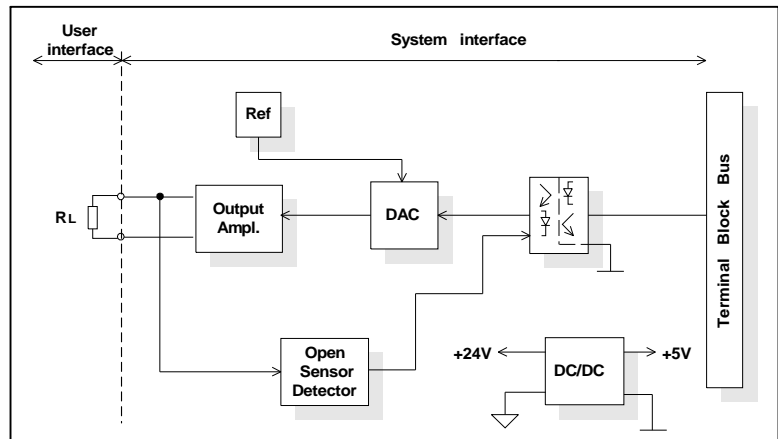 User
interface
System interface
Ref
RL
Output
Ampl.
DAC
Terminal Block Bus
Open
Sensor
Detector
+24V
DC/DC
+5V